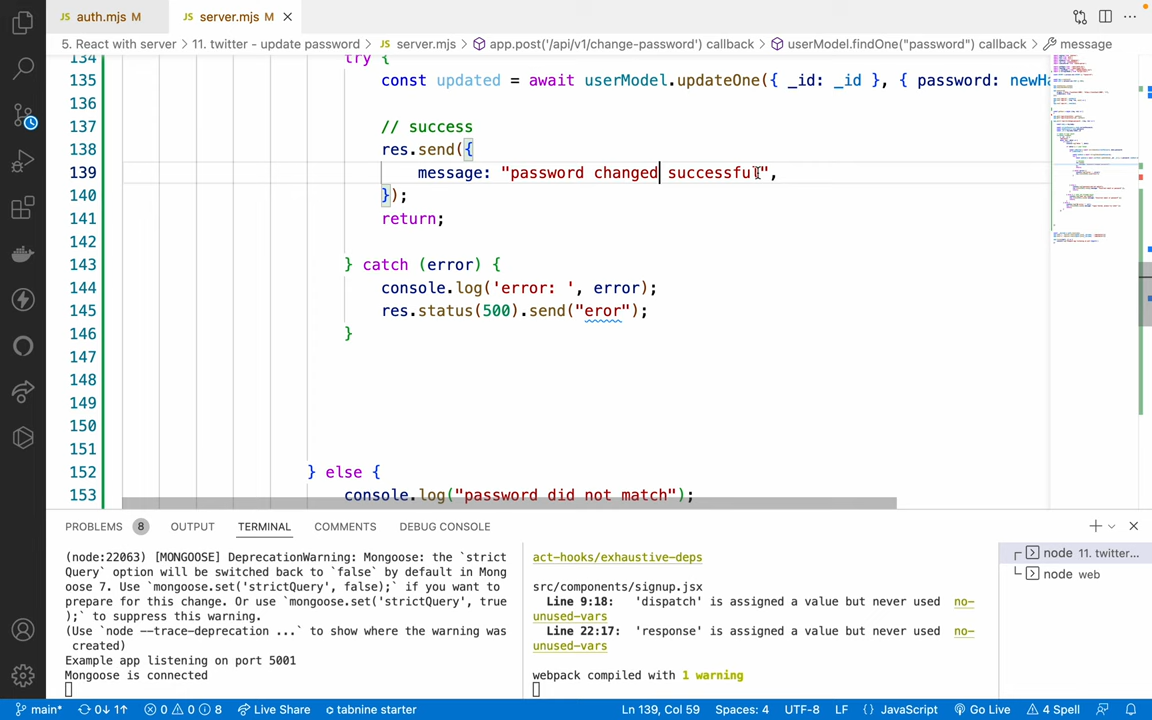 auth.mjs M server.mjs M
5. React with server > 11. twitter - update password > server.mjs > app.post('/api/v1/change-password') callback > userModel.findOne("password") callback > message
134 try {
135 const updated = await userModel.updateOne({ _id: _id }, { password: newHa
136
137 // success
138 res.send({
139 message: "password changed successful",
140 });
141 return;
142
143 } catch (error) {
144 console.log('error: ', error);
145 res.status(500).send("eror");
146 }
147
148
149
150
151
152 } else {
153 console.log("password did not match");
PROBLEMS 8 OUTPUT TERMINAL COMMENTS DEBUG CONSOLE
(node:22063) [MONGOOSE] DeprecationWarning: Mongoose: the `strict
Query` option will be switched back to `false` by default in Mong
oose 7. Use `mongoose.set('strictQuery', false);` if you want to
prepare for this change. Or use `mongoose.set('strictQuery', true
);` to suppress this warning.
(Use `node --trace-deprecation ...` to show where the warning was
created)
Example app listening on port 5001
Mongoose is connected
act-hooks/exhaustive-deps
src/components/signup.jsx
Line 9:18: 'dispatch' is assigned a value but never used no-
unused-vars
Line 22:17: 'response' is assigned a value but never used no-
unused-vars
webpack compiled with 1 warning
node 11. twitter...
node web
main* 0↓ 1↑ 0 0 8 Live Share tabnine starter Ln 139, Col 59 Spaces: 4 UTF-8 LF {} JavaScript Go Live 4 Spell